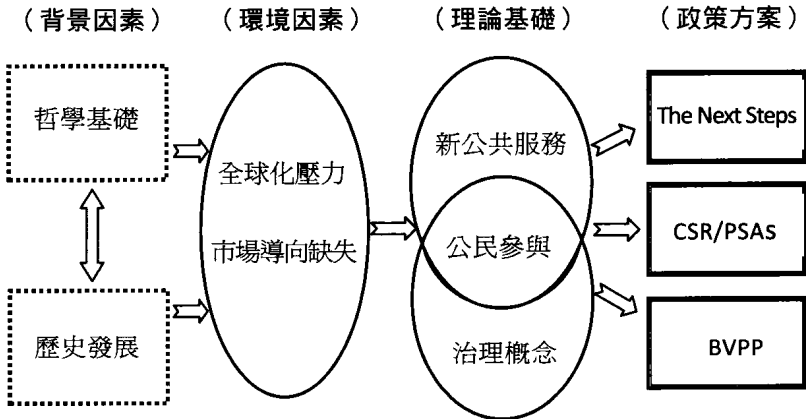 （背景因素）
（環境因素）
（理論基礎）
（政策方案）
哲學基礎
歷史發展
全球化壓力
市場導向缺失
新公共服務
公民參與
治理概念
The Next Steps
CSR/PSAs
BVPP